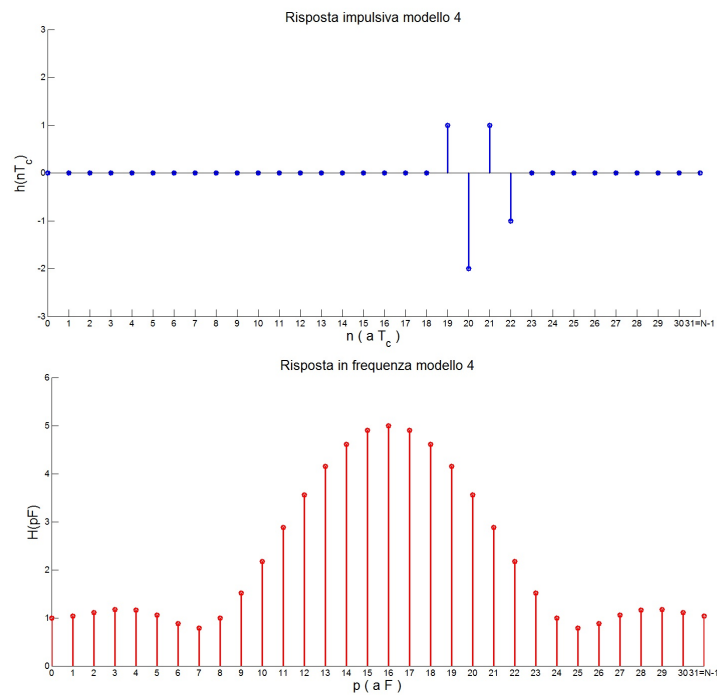 Risposta impulsiva modello 4
3
2
1
0
-1
-2
-3
h(nT_c)
0 1 2 3 4 5 6 7 8 9 10 11 12 13 14 15 16 17 18 19 20 21 22 23 24 25 26 27 28 29 30 31=N-1
n ( a T_c )
Risposta in frequenza modello 4
6
5
4
3
2
1
0
H(pF)
0 1 2 3 4 5 6 7 8 9 10 11 12 13 14 15 16 17 18 19 20 21 22 23 24 25 26 27 28 29 30 31=N-1
p ( a F )